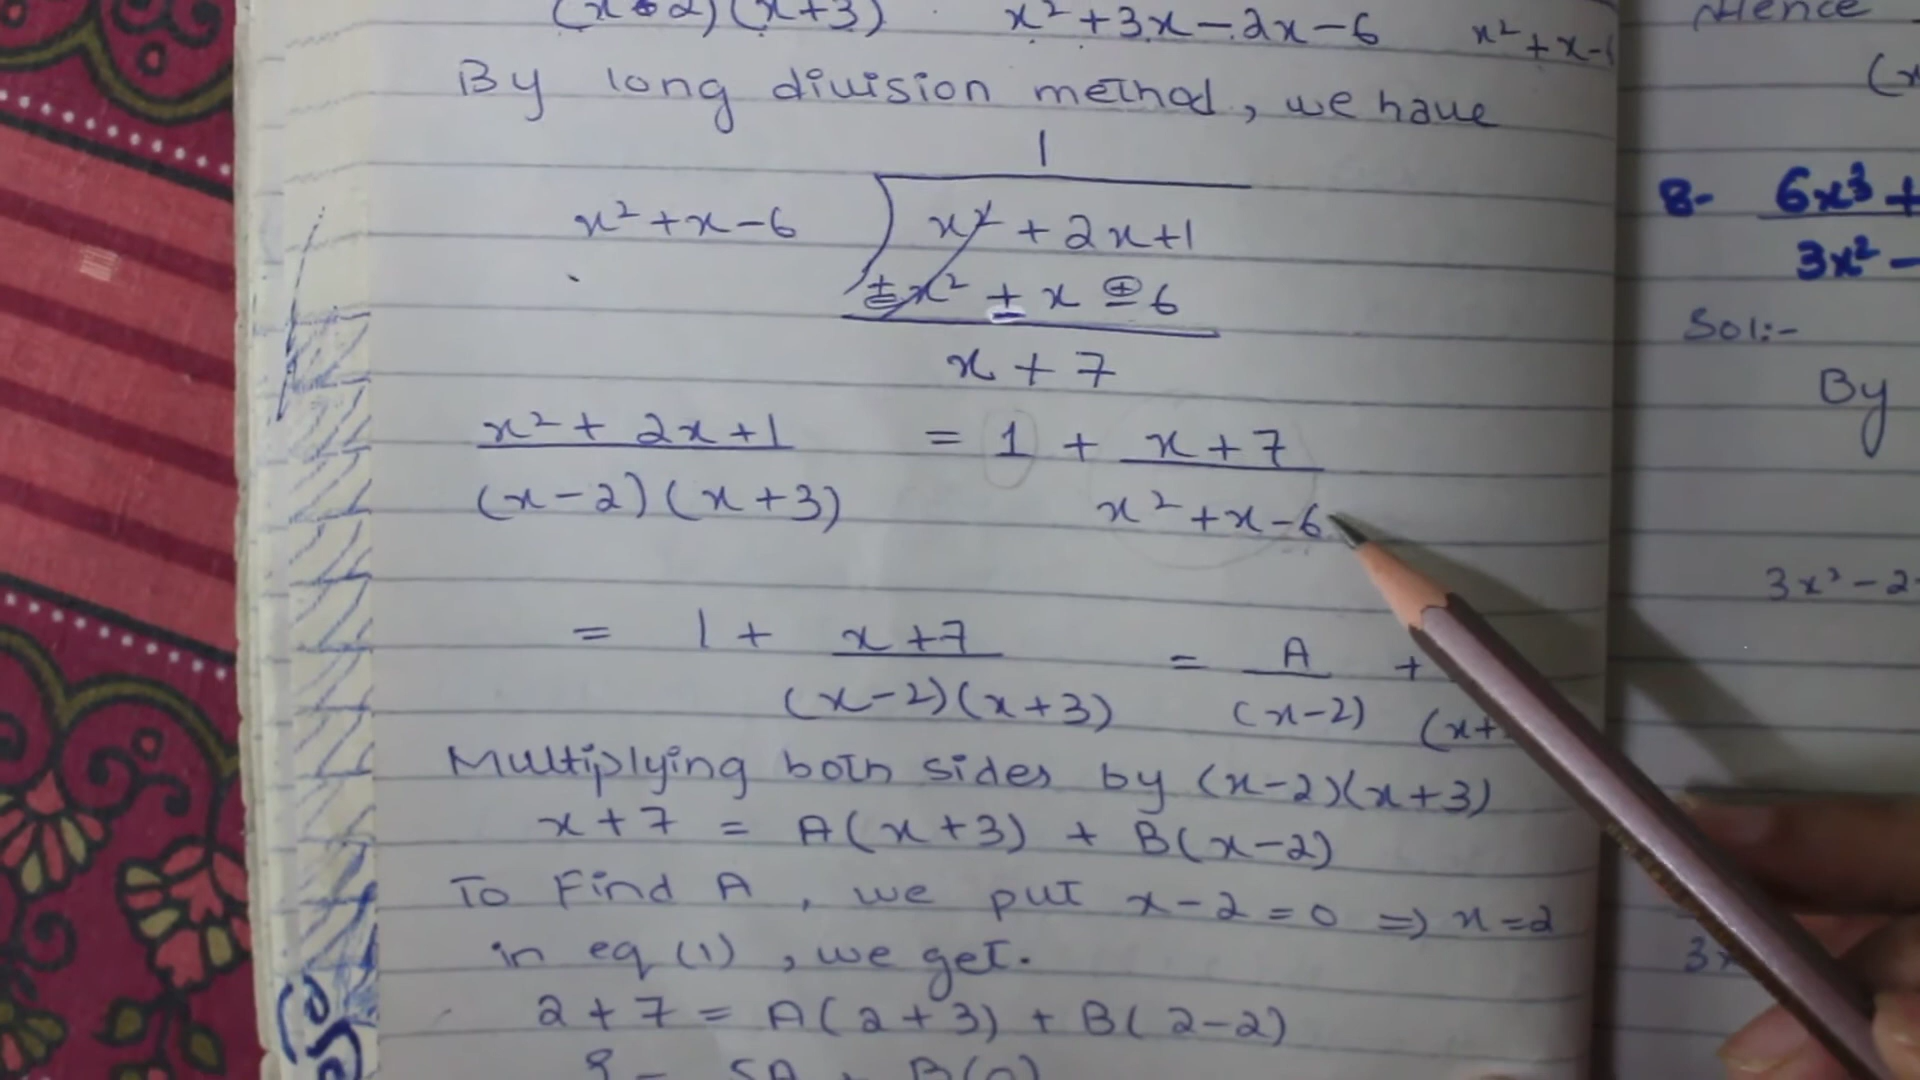 (x-2)(x+3) x² + 3x - 2x - 6 x² + x -
By long division method, we have
1
x² + x - 6 x² + 2x + 1
± x² ± x ∓ 6
x + 7
x² + 2x + 1 = 1 + x + 7
(x-2)(x+3) x² + x - 6
= 1 + x + 7 = A +
(x-2)(x+3) (x-2) (x+
Multiplying both sides by (x-2)(x+3)
x + 7 = A(x+3) + B(x-2)
To Find A, we put x-2=0 ⇒ x=2
in eq (1), we get.
2 + 7 = A(2+3) + B(2-2)
Hence
(x
8- 6x³ +
3x² -
Sol:-
By
3x² - 2